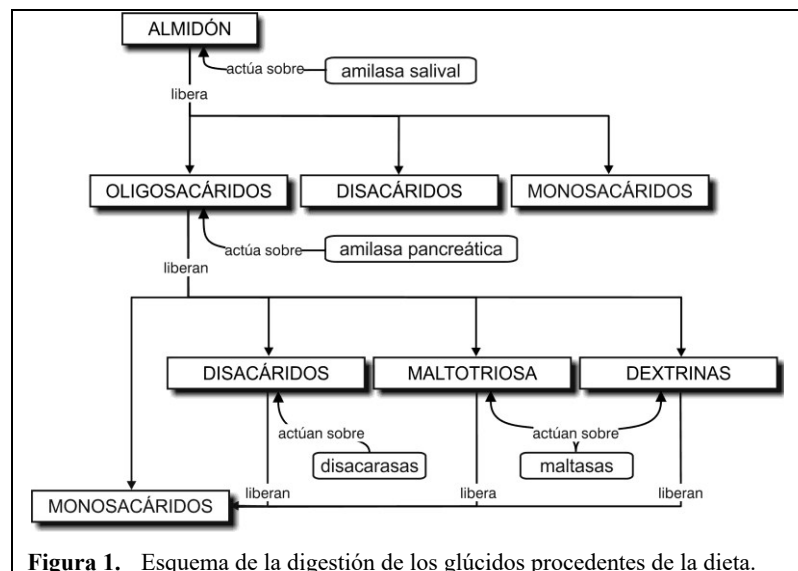 ALMIDÓN
actúa sobre
amilasa salival
libera
OLIGOSACÁRIDOS
DISACÁRIDOS
MONOSACÁRIDOS
actúa sobre
amilasa pancreática
liberan
DISACÁRIDOS
MALTOTRIOSA
DEXTRINAS
actúan sobre
actúan sobre
disacarasas
maltasas
liberan
libera
liberan
MONOSACÁRIDOS
Figura 1. Esquema de la digestión de los glúcidos procedentes de la dieta.